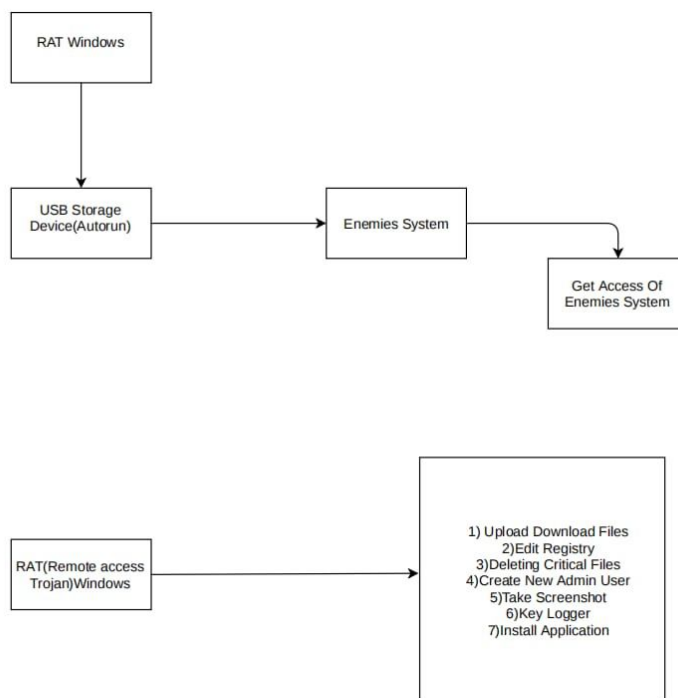 RAT Windows
USB Storage
Device(Autorun)
Enemies System
Get Access Of
Enemies System
RAT(Remote access
Trojan)Windows
1) Upload Download Files
2)Edit Registry
3)Deleting Critical Files
4)Create New Admin User
5)Take Screenshot
6)Key Logger
7)Install Application